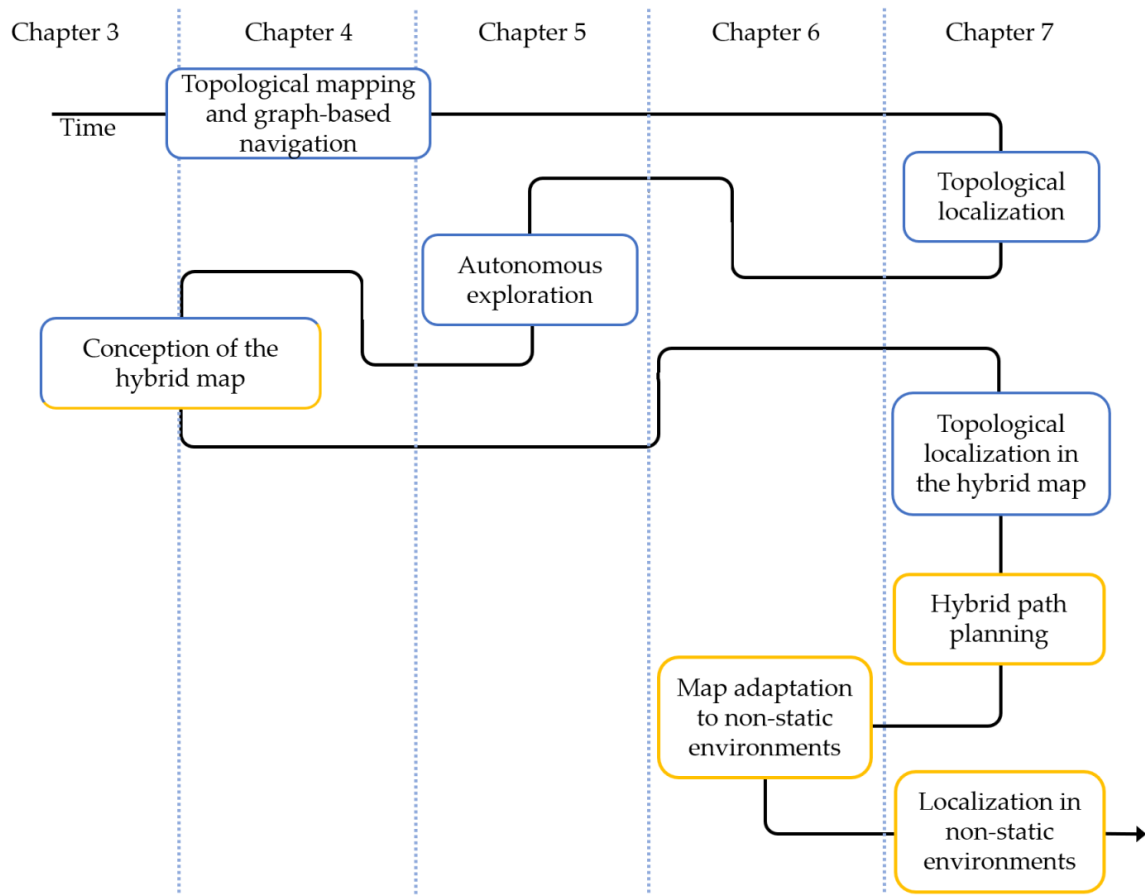 Chapter 3
Chapter 4
Chapter 5
Chapter 6
Chapter 7
Topological mapping
and graph-based
navigation
Time
Topological
localization
Autonomous
exploration
Conception of the
hybrid map
Topological
localization in
the hybrid map
Hybrid path
planning
Map adaptation
to non-static
environments
Localization in
non-static
environments